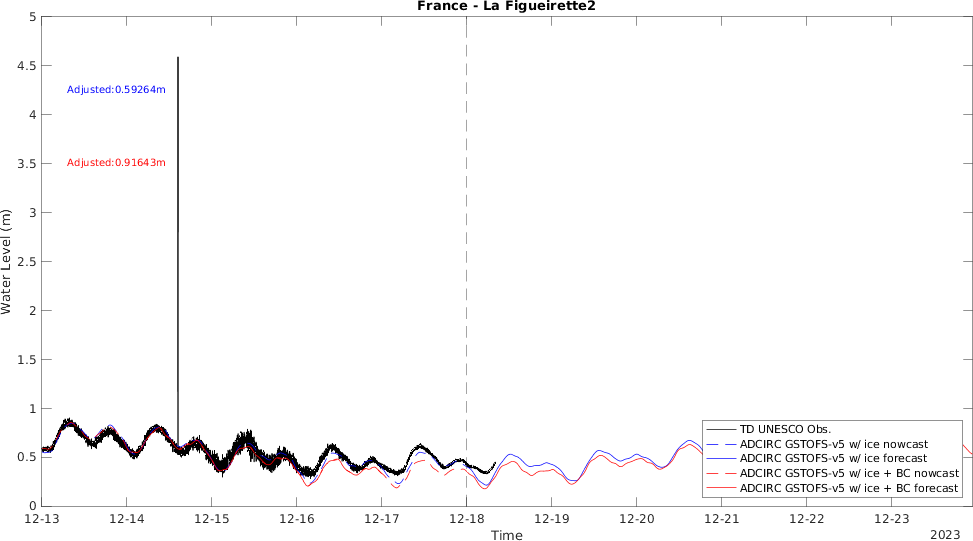 France - La Figueirette2
5
4.5
4
3.5
3
2.5
2
1.5
1
0.5
0
Water Level (m)
Adjusted:0.59264m
Adjusted:0.91643m
TD UNESCO Obs.
ADCIRC GSTOFS-v5 w/ ice nowcast
ADCIRC GSTOFS-v5 w/ ice forecast
ADCIRC GSTOFS-v5 w/ ice + BC nowcast
ADCIRC GSTOFS-v5 w/ ice + BC forecast
12-13 12-14 12-15 12-16 12-17 12-18 12-19 12-20 12-21 12-22 12-23
Time
2023